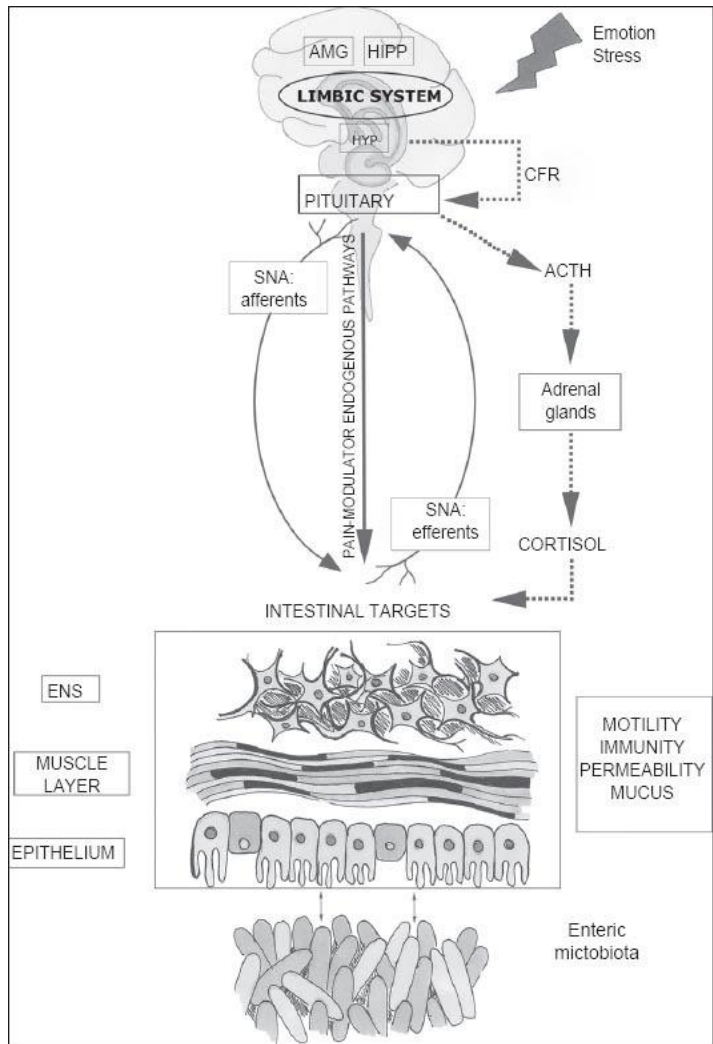 Emotion
Stress
AMG HIPP
LIMBIC SYSTEM
HYP
CFR
PITUITARY
SNA:
afferents
PAIN-MODULATOR ENDOGENOUS PATHWAYS
ACTH
Adrenal
glands
SNA:
efferents
CORTISOL
INTESTINAL TARGETS
ENS
MUSCLE
LAYER
EPITHELIUM
MOTILITY
IMMUNITY
PERMEABILITY
MUCUS
Enteric
mictobiota